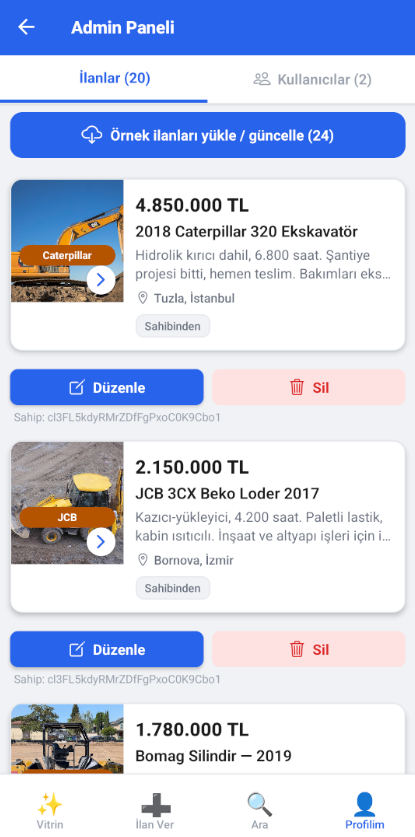 Admin Paneli
İlanlar (20)
Kullanıcılar (2)
Örnek ilanları yükle / güncelle (24)
4.850.000 TL
2018 Caterpillar 320 Ekskavatör
Hidrolik kırıcı dahil, 6.800 saat. Şantiye
projesi bitti, hemen teslim. Bakımları eks...
Caterpillar
Tuzla, İstanbul
Sahibinden
Düzenle
Sil
Sahip: cl3FL5kdyRMrZDfFgPxoC0K9Cbo1
2.150.000 TL
JCB 3CX Beko Loder 2017
Kazıcı-yükleyici, 4.200 saat. Paletli lastik,
kabin ısıtıcılı. İnşaat ve altyapı işleri için i...
JCB
Bornova, İzmir
Sahibinden
Düzenle
Sil
Sahip: cl3FL5kdyRMrZDfFgPxoC0K9Cbo1
1.780.000 TL
Bomag Silindir — 2019
Vitrin
İlan Ver
Ara
Profilim